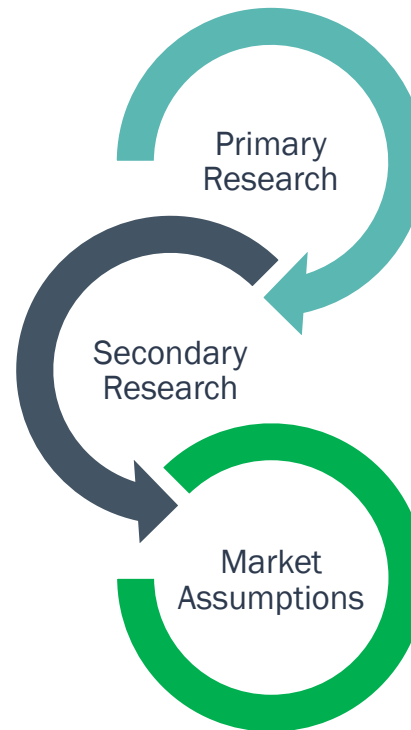 Primary
Research
Secondary
Research
Market
Assumptions